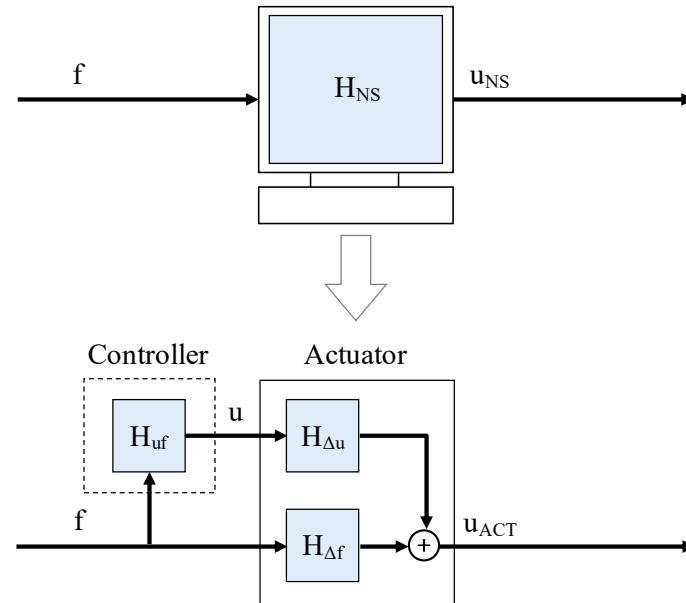 f
H_NS
u_NS
Controller
Actuator
u
H_uf
H_Δu
f
H_Δf
+
u_ACT